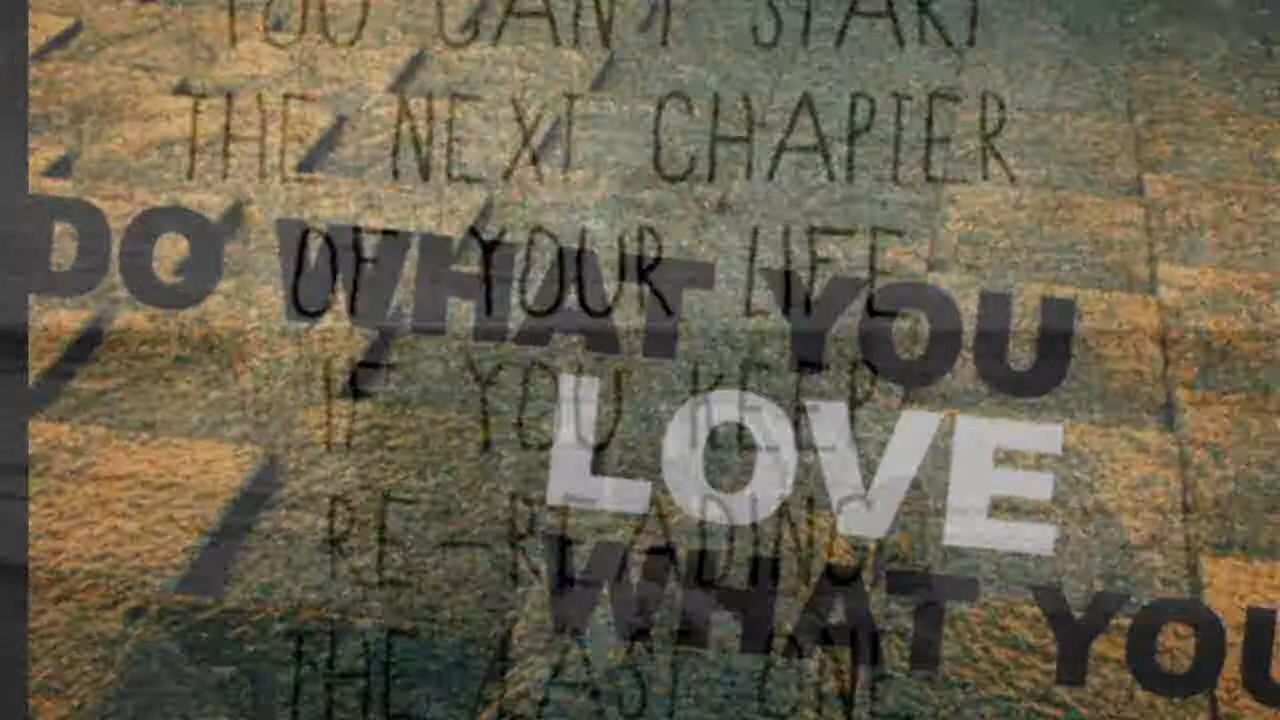 YOU CAN'T START
THE NEXT CHAPTER
OF YOUR LIFE
IF YOU KEEP
RE-READING
THE LAST ONE
DO WHAT YOU
LOVE
WHAT YOU